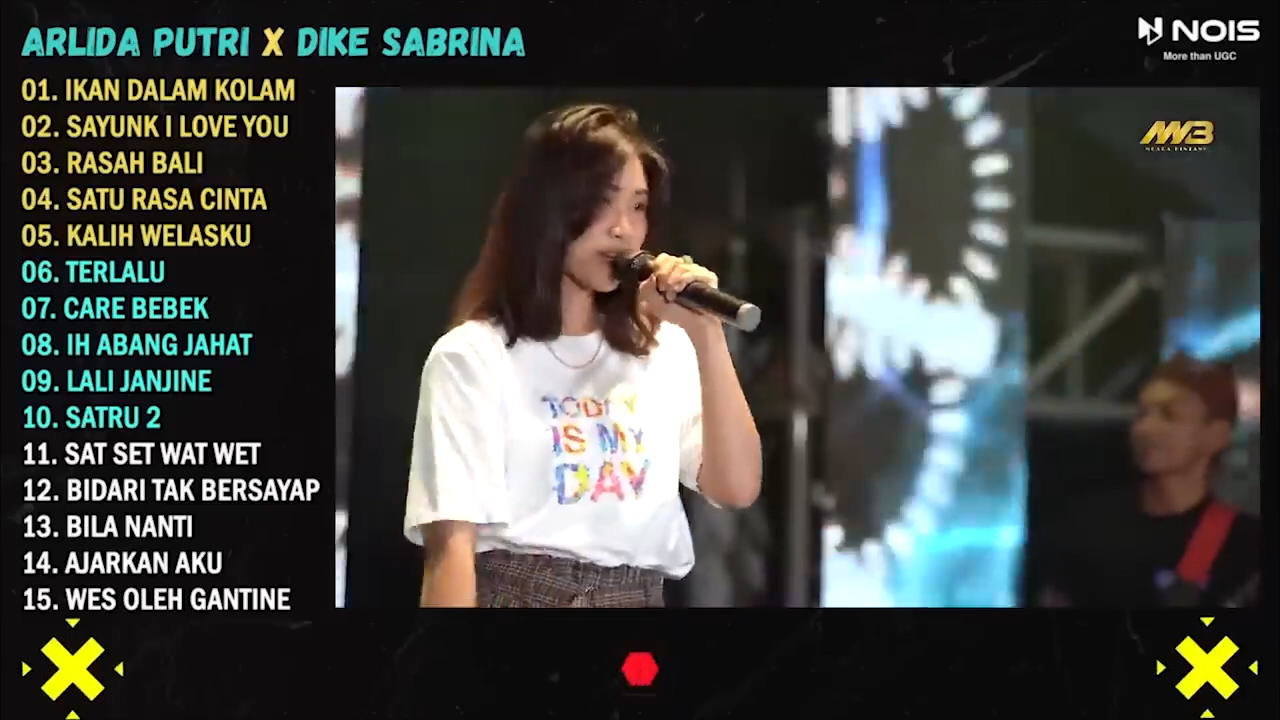 ARLIDA PUTRI X DIKE SABRINA
NOIS
More than UGC
01. IKAN DALAM KOLAM
02. SAYUNK I LOVE YOU
03. RASAH BALI
04. SATU RASA CINTA
05. KALIH WELASKU
06. TERLALU
07. CARE BEBEK
08. IH ABANG JAHAT
09. LALI JANJINE
10. SATRU 2
11. SAT SET WAT WET
12. BIDARI TAK BERSAYAP
13. BILA NANTI
14. AJARKAN AKU
15. WES OLEH GANTINE
MB
TODAY
IS MY
DAY